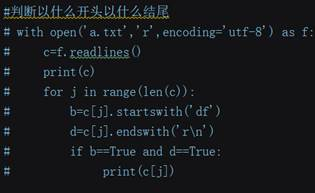 #判断以什么开头以什么结尾
# with open('a.txt','r',encoding='utf-8') as f:
#     c=f.readlines()
#     print(c)
#     for j in range(len(c)):
#         b=c[j].startswith('df')
#         d=c[j].endswith('r\n')
#         if b==True and d==True:
#             print(c[j])